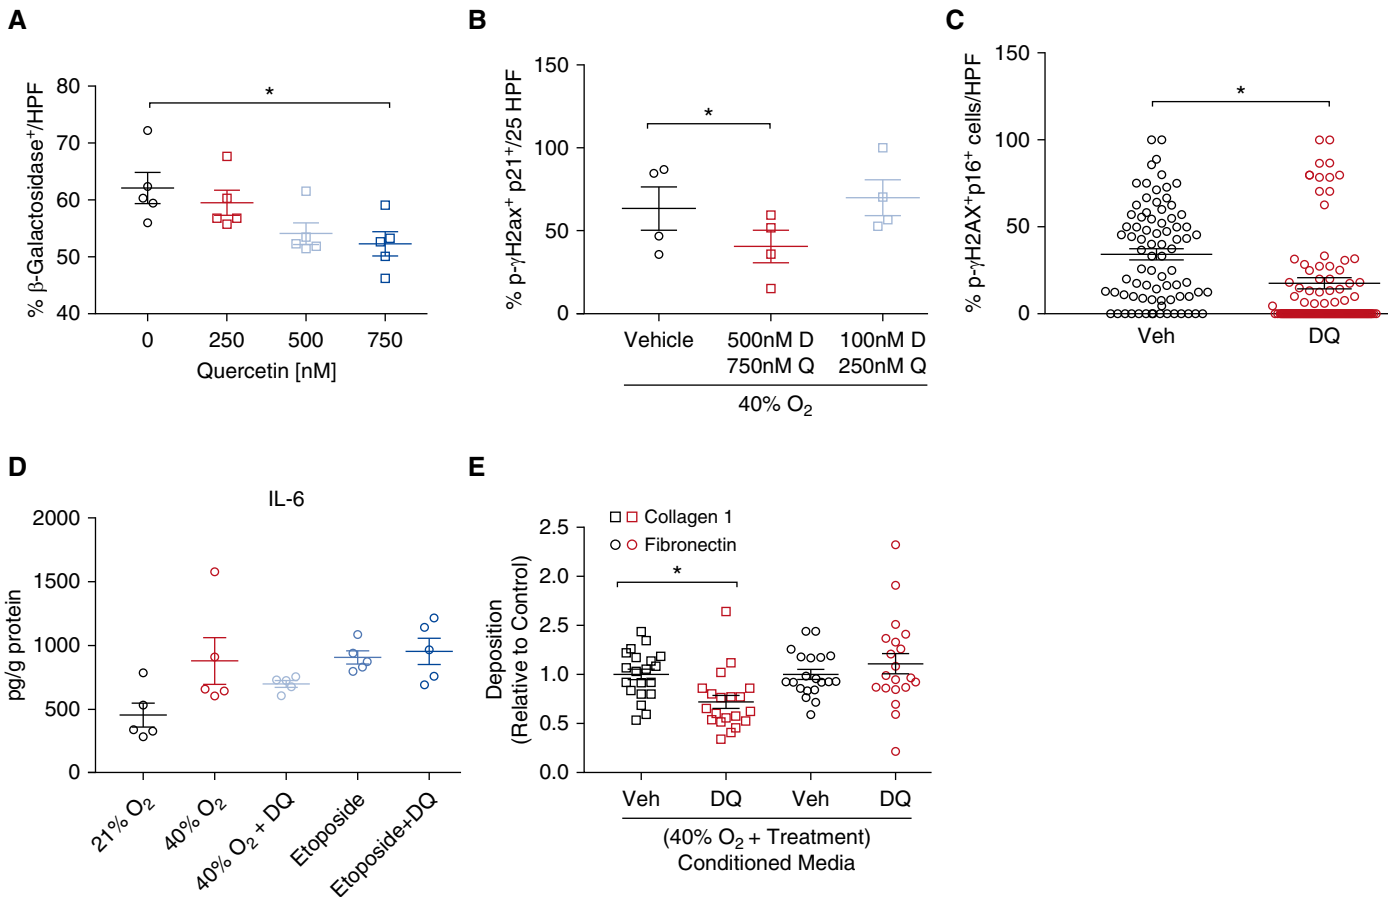 A
% β-Galactosidase⁺/HPF
80
70
60
50
40
*
0 250 500 750
Quercetin [nM]
B
% p-γH2ax⁺ p21⁺/25 HPF
150
100
50
0
*
Vehicle 500nM D 100nM D
750nM Q 250nM Q
40% O₂
C
% p-γH2AX⁺p16⁺ cells/HPF
150
100
50
0
*
Veh DQ
D
IL-6
pg/g protein
2000
1500
1000
500
0
21% O₂
40% O₂
40% O₂ + DQ
Etoposide
Etoposide+DQ
E
Collagen 1
Fibronectin
Deposition
(Relative to Control)
2.5
2.0
2.5
1.0
0.5
0.0
*
Veh DQ Veh DQ
(40% O₂ + Treatment)
Conditioned Media